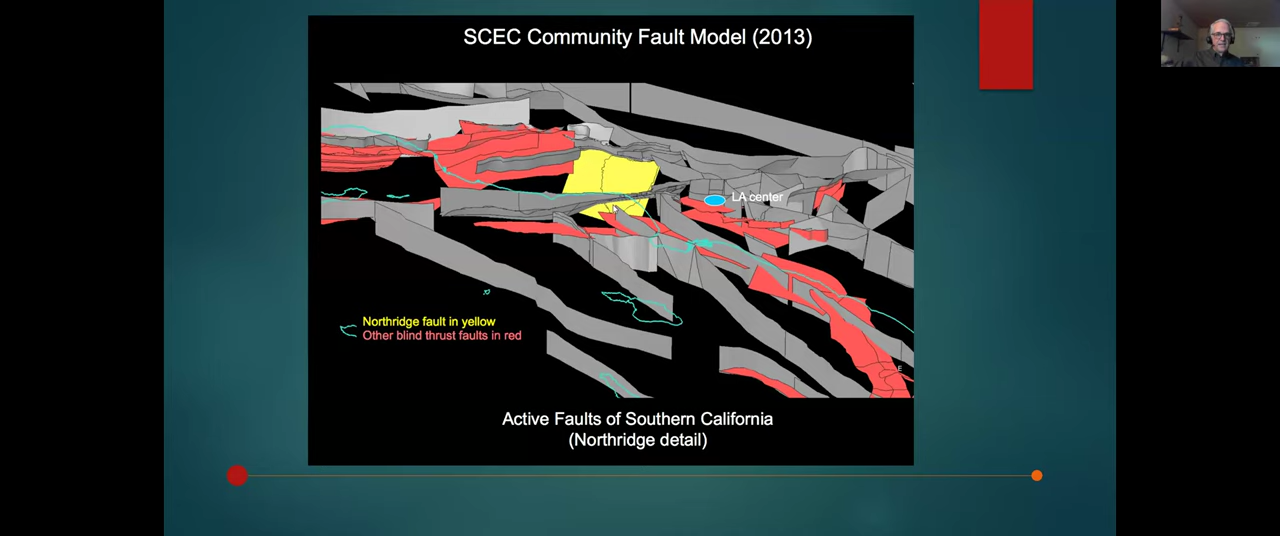 SCEC Community Fault Model (2013)
LA center
Northridge fault in yellow
Other blind thrust faults in red
E
Active Faults of Southern California
(Northridge detail)